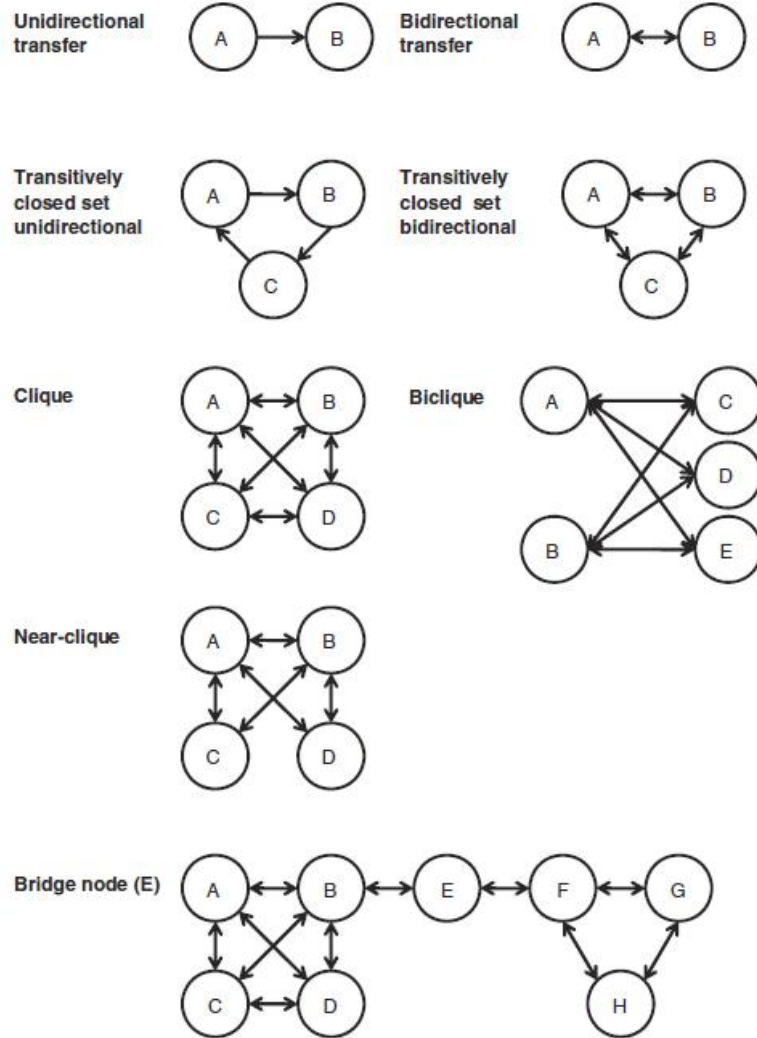 Unidirectional
transfer
A
B
Bidirectional
transfer
A
B
Transitively
closed set
unidirectional
A
B
C
Transitively
closed set
bidirectional
A
B
C
Clique
A
B
C
D
Biclique
A
C
D
B
E
Near-clique
A
B
C
D
Bridge node (E)
A
B
E
F
G
C
D
H